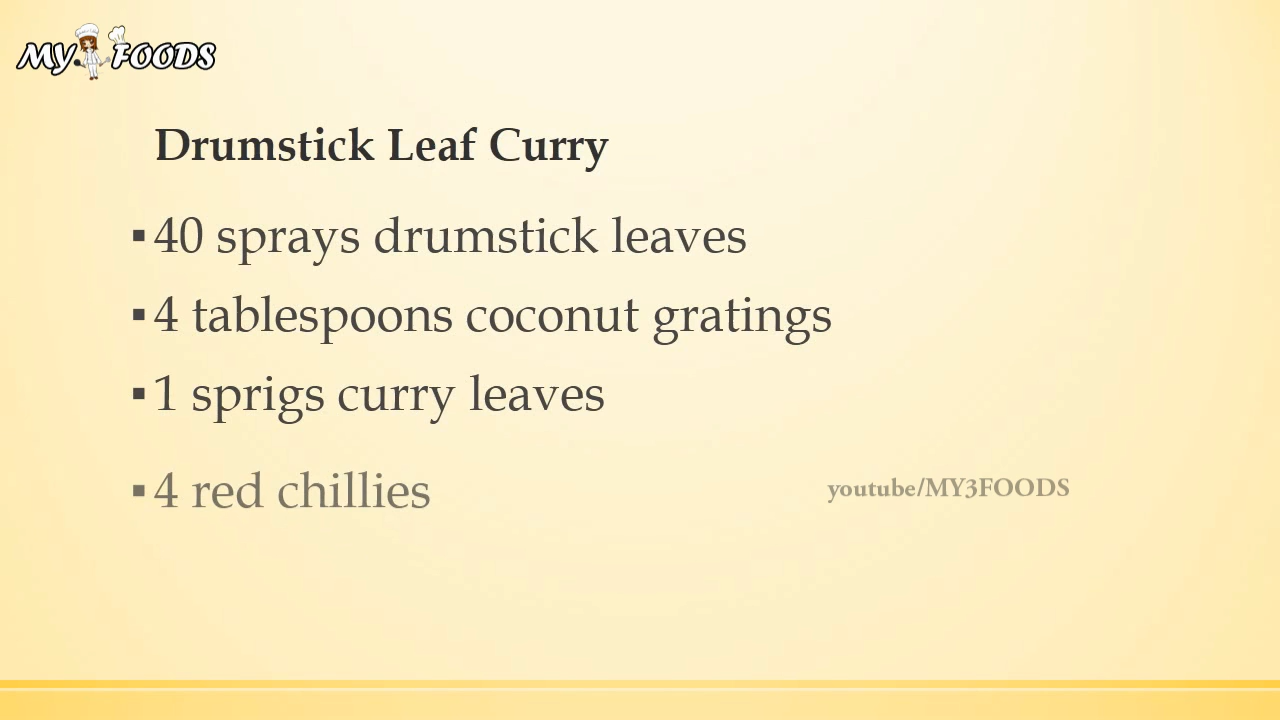 MY FOODS
Drumstick Leaf Curry
▪ 40 sprays drumstick leaves
▪ 4 tablespoons coconut gratings
▪ 1 sprigs curry leaves
▪ 4 red chillies
youtube/MY3FOODS